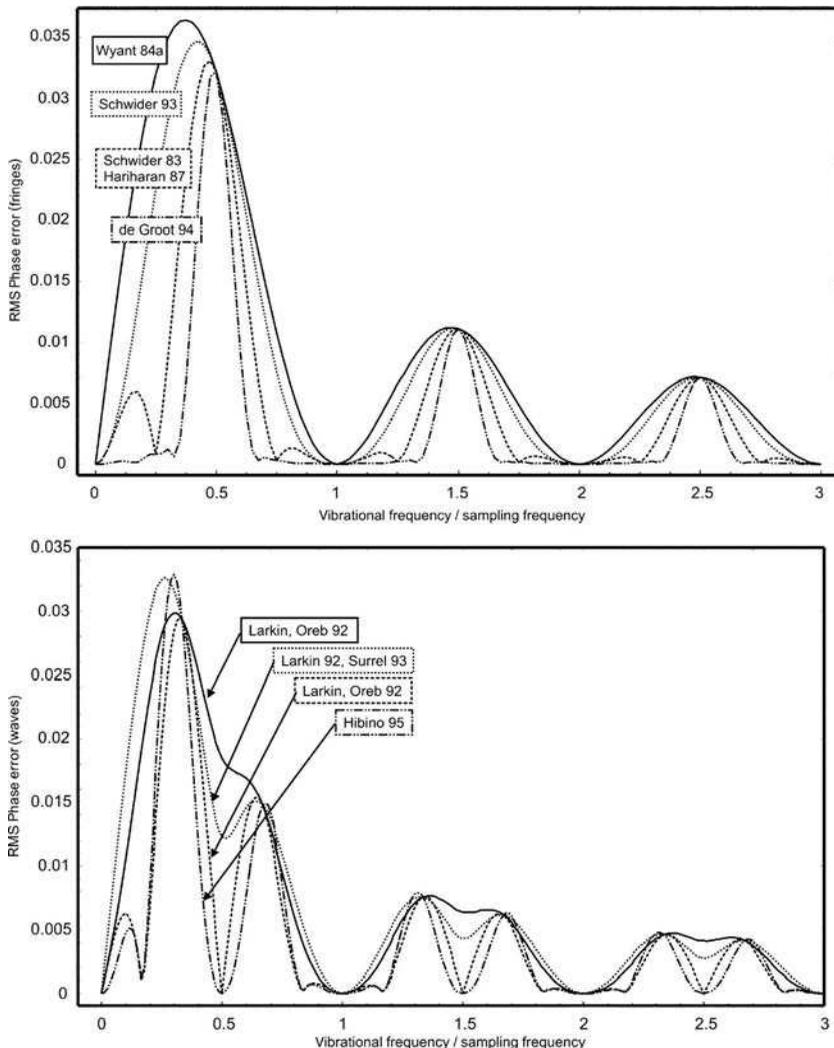 RMS Phase error (fringes)
0.035
0.03
0.025
0.02
0.015
0.01
0.005
0
Wyant 84a
Schwider 93
Schwider 83
Hariharan 87
de Groot 94
0 0.5 1 1.5 2 2.5 3
Vibrational frequency / sampling frequency
RMS Phase error (waves)
0.035
0.03
0.025
0.02
0.015
0.01
0.005
0
Larkin, Oreb 92
Larkin 92, Surrel 93
Larkin, Oreb 92
Hibino 95
0 0.5 1 1.5 2 2.5 3
Vibrational frequency / sampling frequency